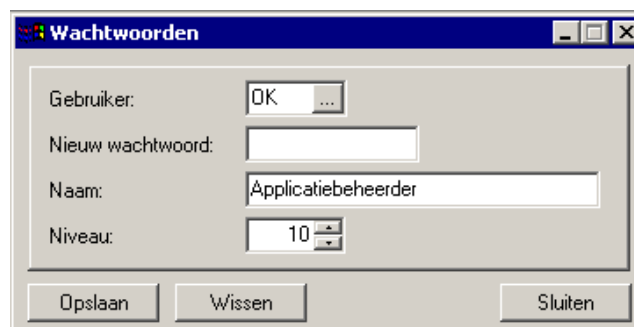 Wachtwoorden
Gebruiker: OK ...
Nieuw wachtwoord:
Naam: Applicatiebeheerder
Niveau: 10
Opslaan Wissen Sluiten